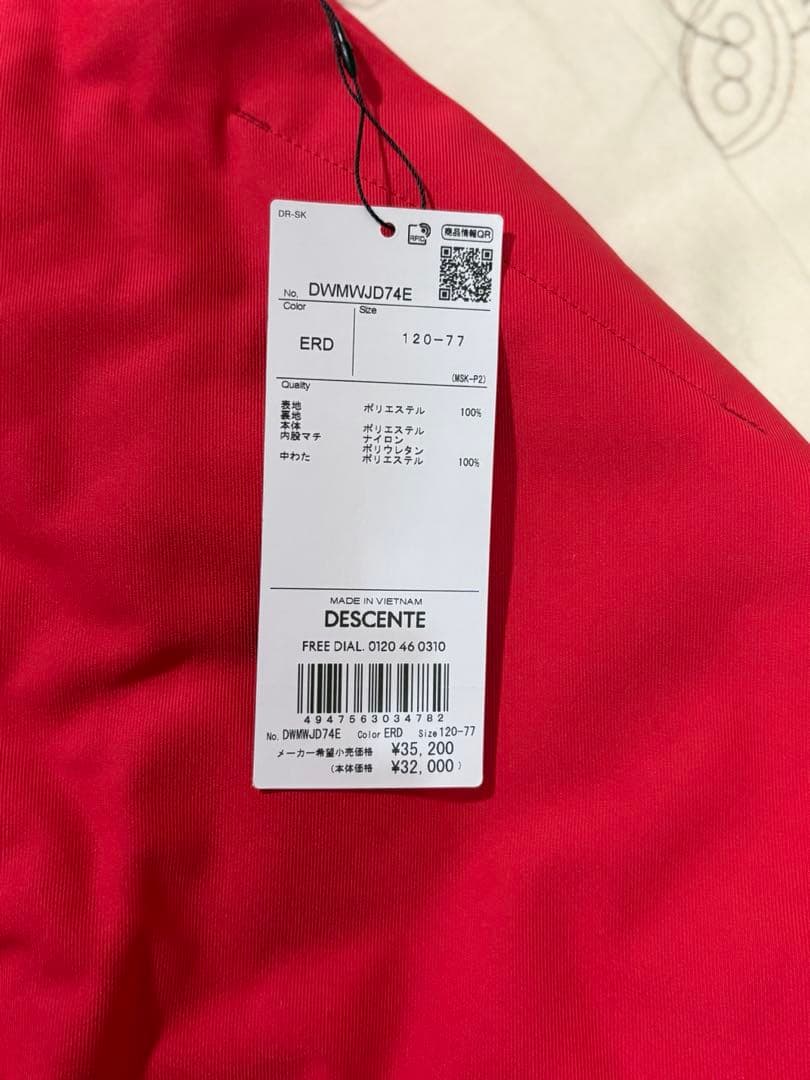 DR-SK
RFID
商品情報QR
No. DWMWJD74E
Color
Size
ERD
120-77
(MSK-P2)
Quality
表地 ポリエステル 100%
裏地
本体 ポリエステル
内股マチ ナイロン
ポリウレタン
中わた ポリエステル 100%
MADE IN VIETNAM
DESCENTE
FREE DIAL. 0120 46 0310
4947563034782
No. DWMWJD74E Color ERD Size 120-77
メーカー希望小売価格 ¥35,200
(本体価格 ¥32,000)